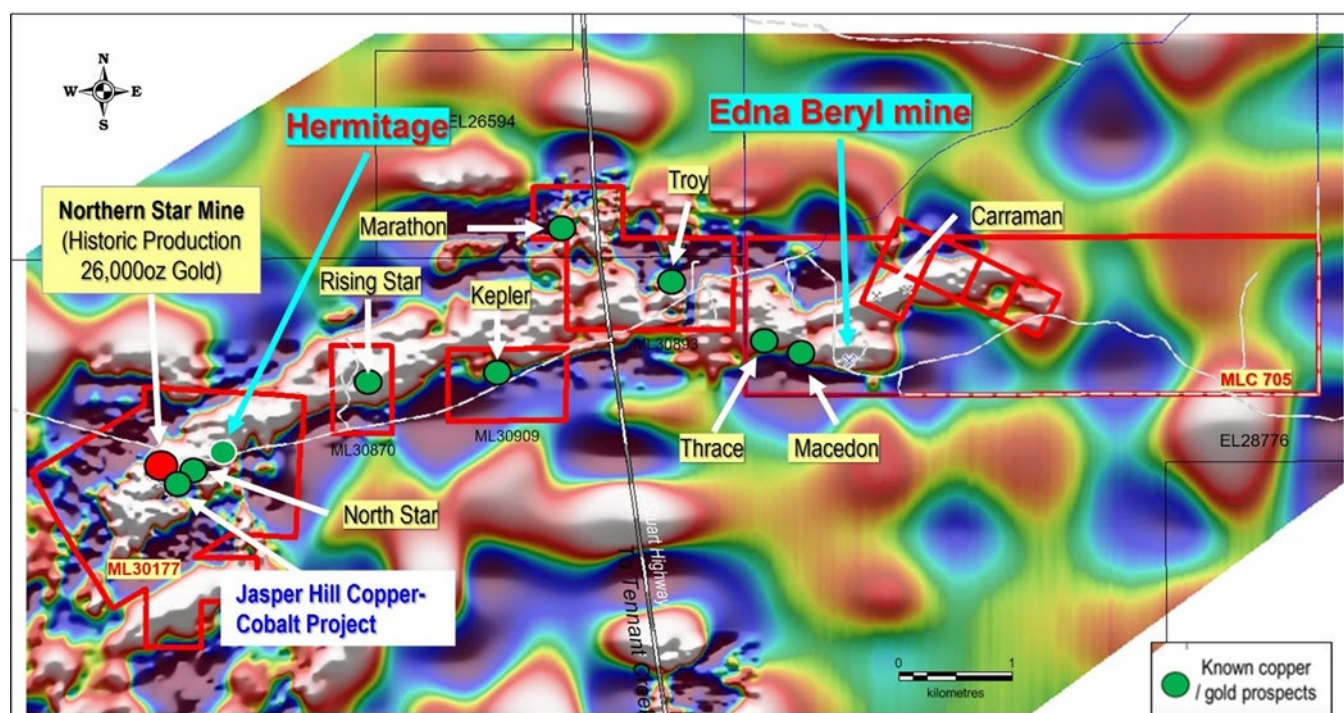 N
W E
S
Hermitage
EL26594
Edna Beryl mine
Troy
Northern Star Mine
(Historic Production
26,000oz Gold)
Marathon
Carraman
Rising Star
Kepler
ML30893
MLC 705
ML30870
ML30909
Thrace
Macedon
EL28776
North Star
ML30177
Jasper Hill Copper-
Cobalt Project
Stuart Highway
To Tennant Creek
0 1
kilometres
Known copper
/ gold prospects